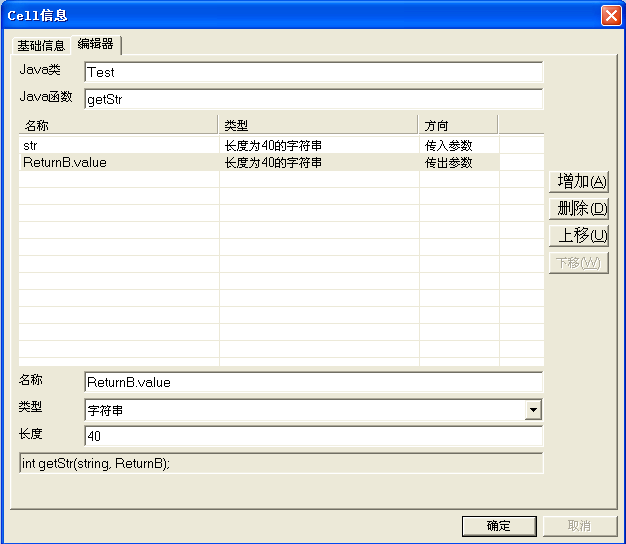 Cell信息
基础信息 编辑器
Java类 Test
Java函数 getStr
名称 类型 方向
str 长度为40的字符串 传入参数
ReturnB.value 长度为40的字符串 传出参数
增加(A)
删除(D)
上移(U)
下移(W)
名称 ReturnB.value
类型 字符串
长度 40
int getStr(string, ReturnB);
确定 取消